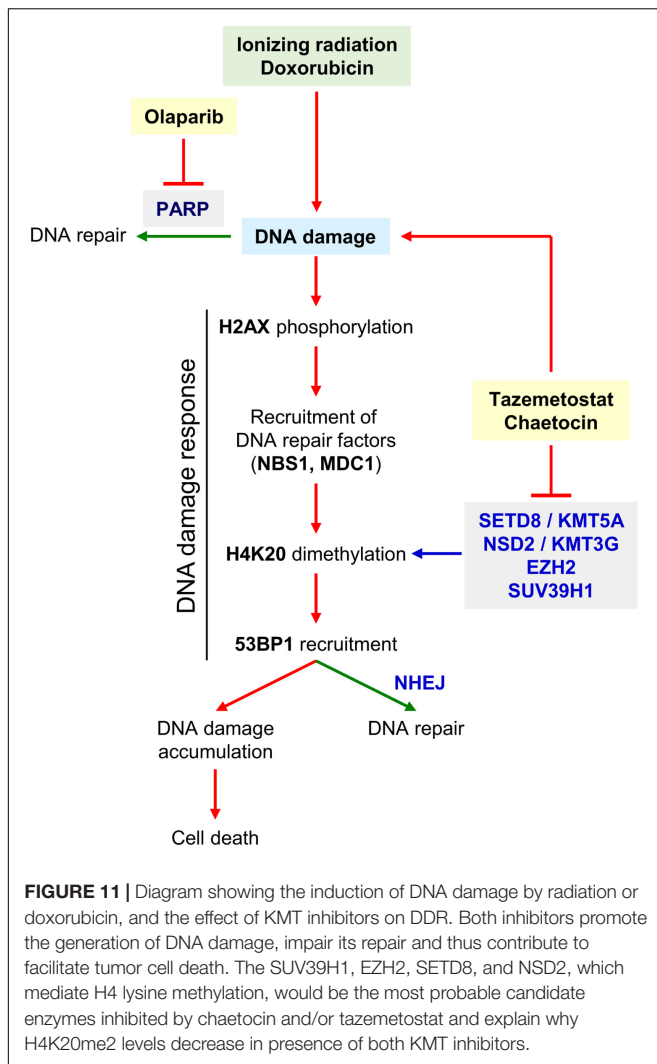 Ionizing radiation
Doxorubicin
Olaparib
PARP
DNA repair
DNA damage
DNA damage response
H2AX phosphorylation
Recruitment of
DNA repair factors
(NBS1, MDC1)
Tazemetostat
Chaetocin
SETD8 / KMT5A
NSD2 / KMT3G
EZH2
SUV39H1
H4K20 dimethylation
53BP1 recruitment
NHEJ
DNA damage
accumulation
DNA repair
Cell death
FIGURE 11 | Diagram showing the induction of DNA damage by radiation or
doxorubicin, and the effect of KMT inhibitors on DDR. Both inhibitors promote
the generation of DNA damage, impair its repair and thus contribute to
facilitate tumor cell death. The SUV39H1, EZH2, SETD8, and NSD2, which
mediate H4 lysine methylation, would be the most probable candidate
enzymes inhibited by chaetocin and/or tazemetostat and explain why
H4K20me2 levels decrease in presence of both KMT inhibitors.